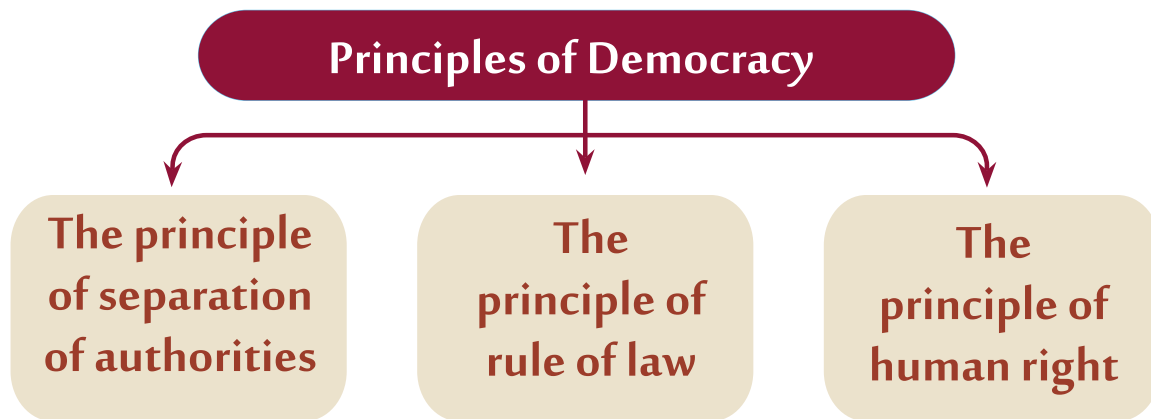 Principles of Democracy
The principle
of separation
of authorities
The
principle of
rule of law
The
principle of
human right